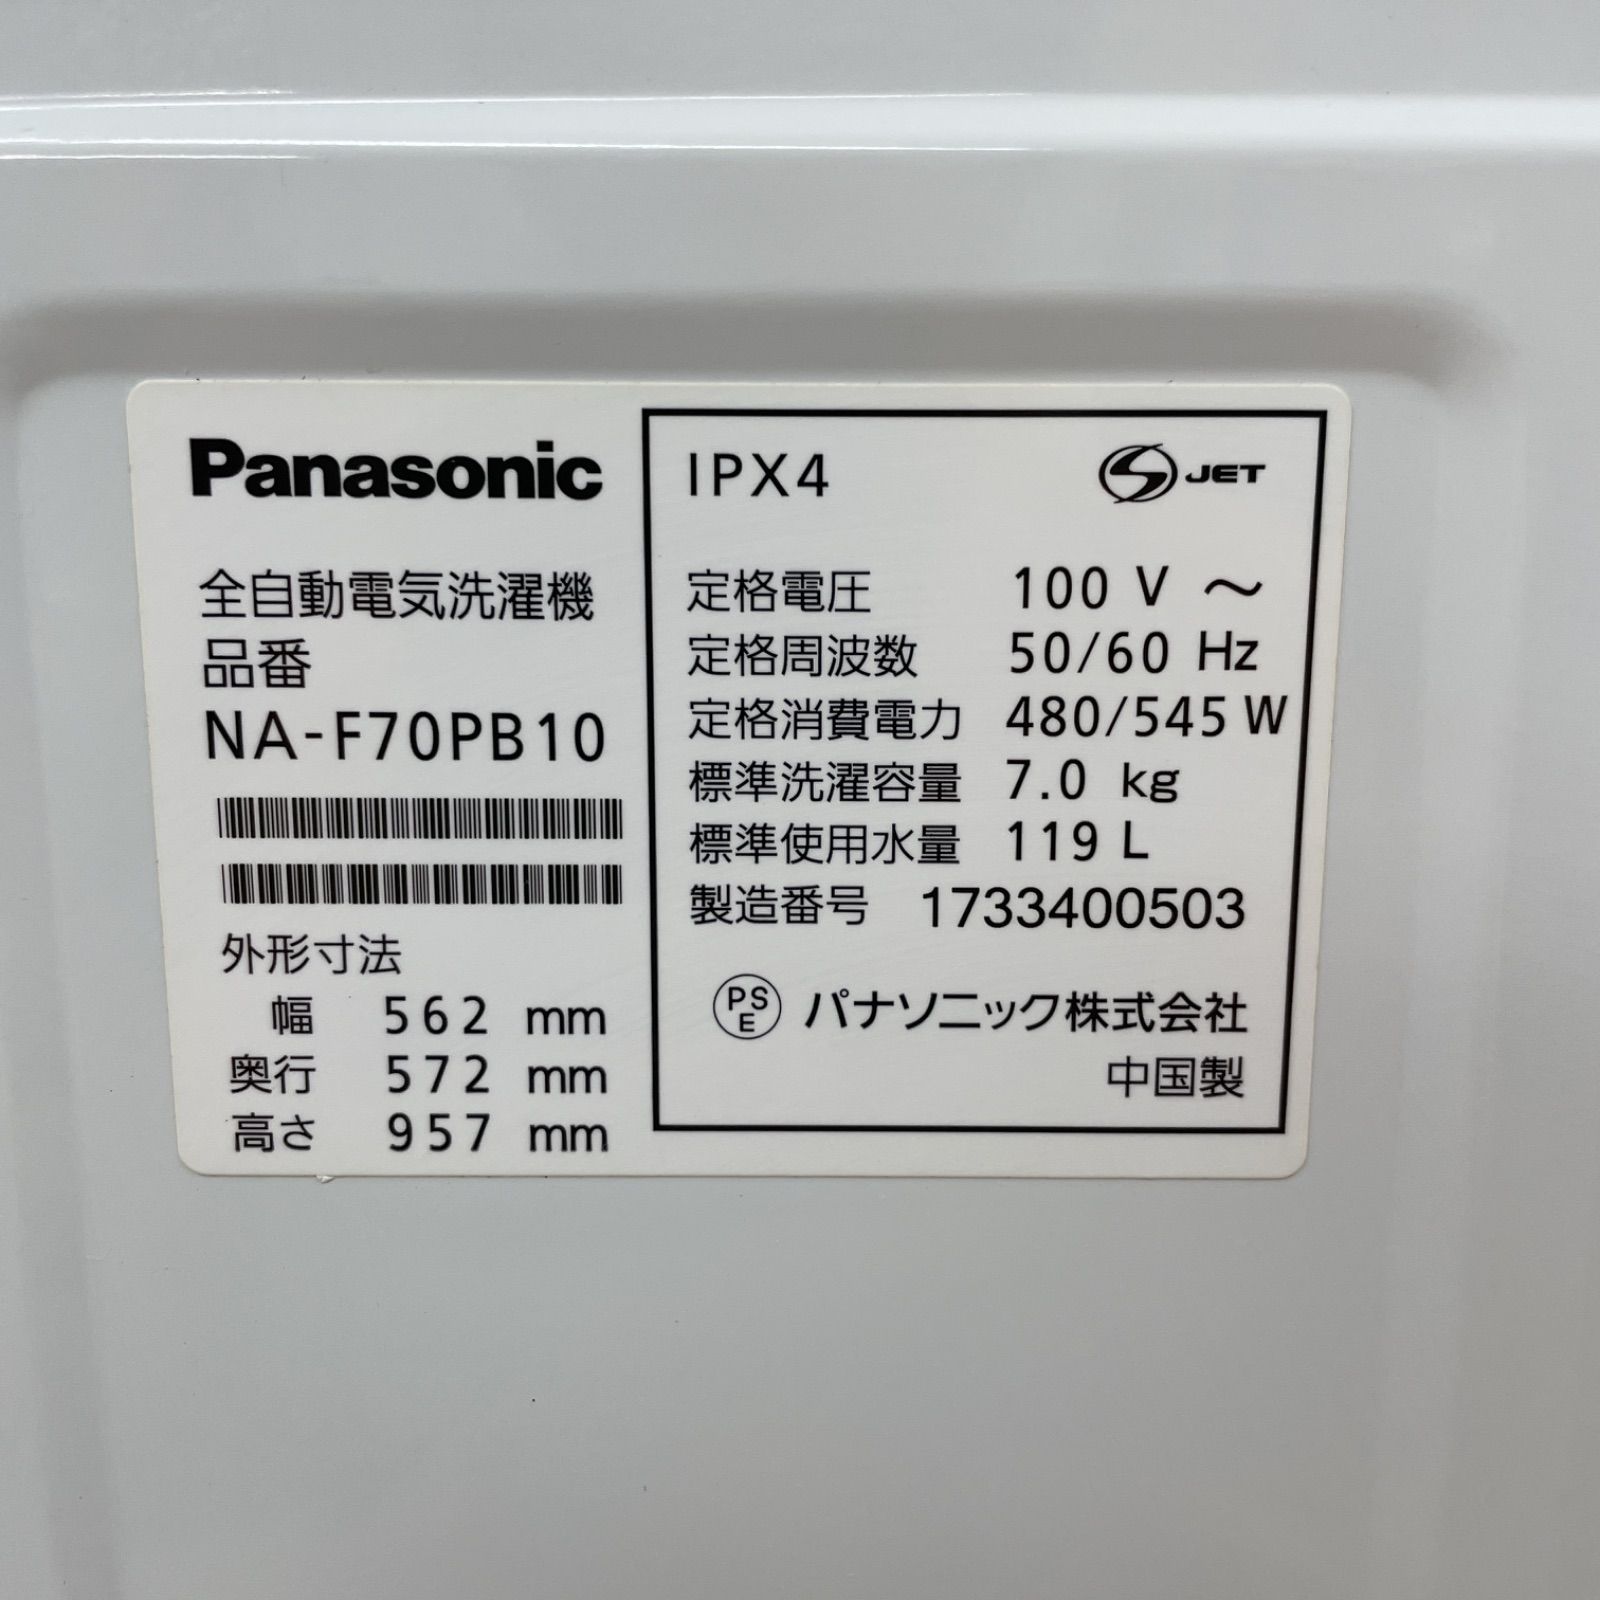 Panasonic
全自動電気洗濯機
品番
NA-F70PB10
外形寸法
幅 562 mm
奥行 572 mm
高さ 957 mm
IPX4
S JET
定格電圧 100 V ～
定格周波数 50/60 Hz
定格消費電力 480/545 W
標準洗濯容量 7.0 kg
標準使用水量 119 L
製造番号 1733400503
PSE パナソニック株式会社
中国製